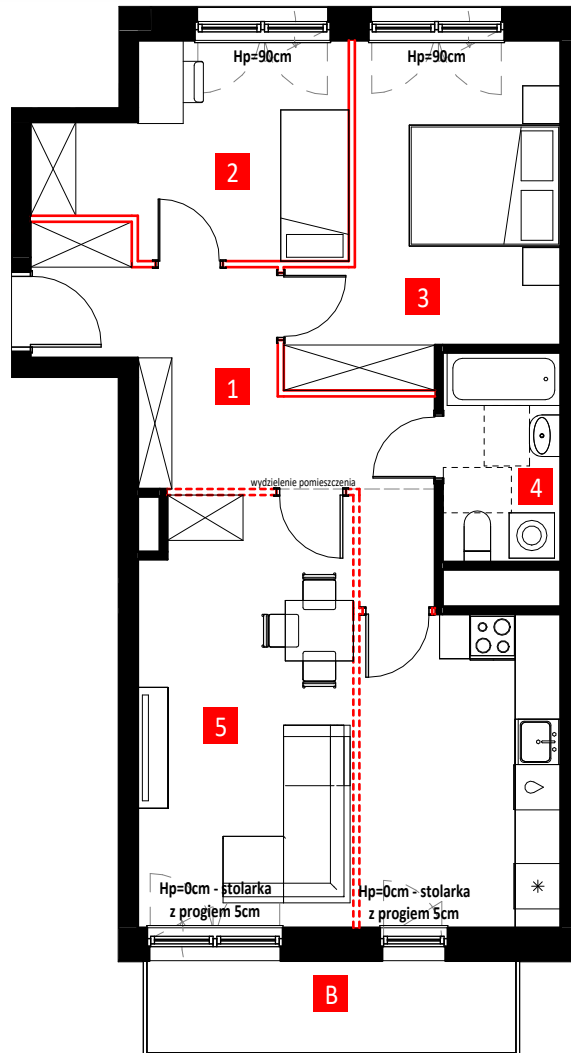 Hp=90cm
Hp=90cm
2
3
1
wydzielenie pomieszczenia
4
5
Hp=0cm - stolarka
z progiem 5cm
Hp=0cm - stolarka
z progiem 5cm
B